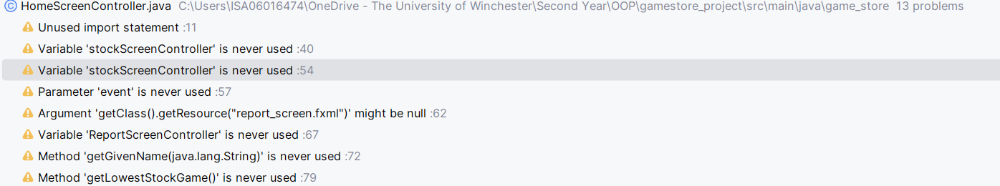 HomeScreenController.java C:\Users\ISA06016474\OneDrive - The University of Winchester\Second Year\OOP\gamestore_project\src\main\java\game_store 13 problems
Unused import statement :11
Variable 'stockScreenController' is never used :40
Variable 'stockScreenController' is never used :54
Parameter 'event' is never used :57
Argument 'getClass().getResource("report_screen.fxml")' might be null :62
Variable 'ReportScreenController' is never used :67
Method 'getGivenName(java.lang.String)' is never used :72
Method 'getLowestStockGame()' is never used :79